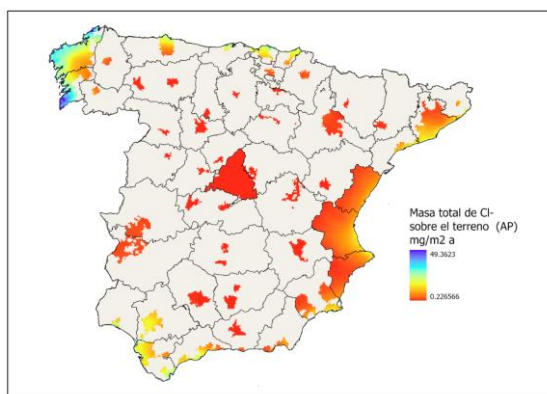 Masa total de Cl-
sobre el terreno (AP)
mg/m2 a
49.3623
0.226566